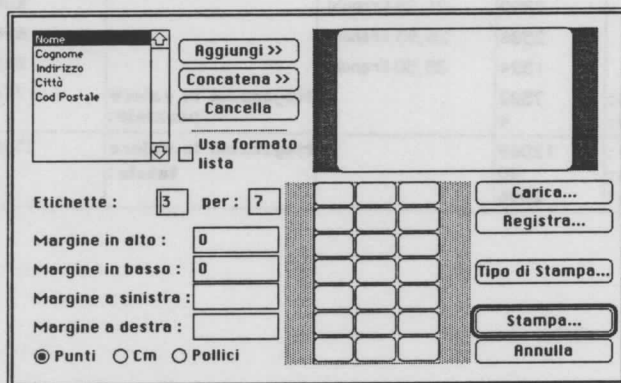 Nome
Cognome
Indirizzo
Città
Cod Postale
Aggiungi >>
Concatena >>
Cancella
Usa formato
lista
Etichette : 3 per : 7
Margine in alto : 0
Margine in basso : 0
Margine a sinistra :
Margine a destra :
Punti Cm Pollici
Carica...
Registra...
Tipo di Stampa...
Stampa...
Annulla